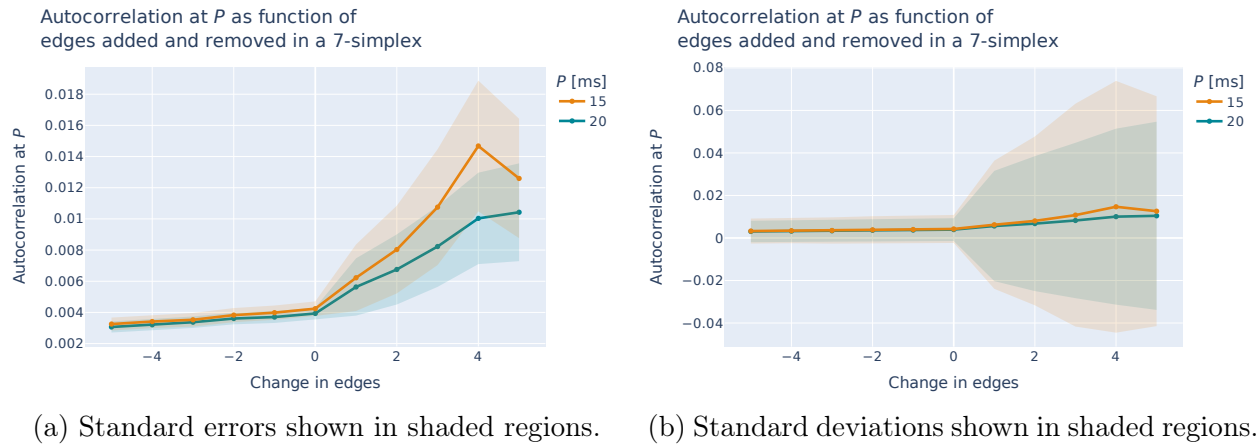 Autocorrelation at P as function of
edges added and removed in a 7-simplex
P [ms]
15
20
0.018
0.016
0.014
0.012
0.01
0.008
0.006
0.004
0.002
Autocorrelation at P
−4
−2
0
2
4
Change in edges
(a) Standard errors shown in shaded regions.
Autocorrelation at P as function of
edges added and removed in a 7-simplex
P [ms]
15
20
0.08
0.06
0.04
0.02
0
−0.02
−0.04
Autocorrelation at P
−4
−2
0
2
4
Change in edges
(b) Standard deviations shown in shaded regions.